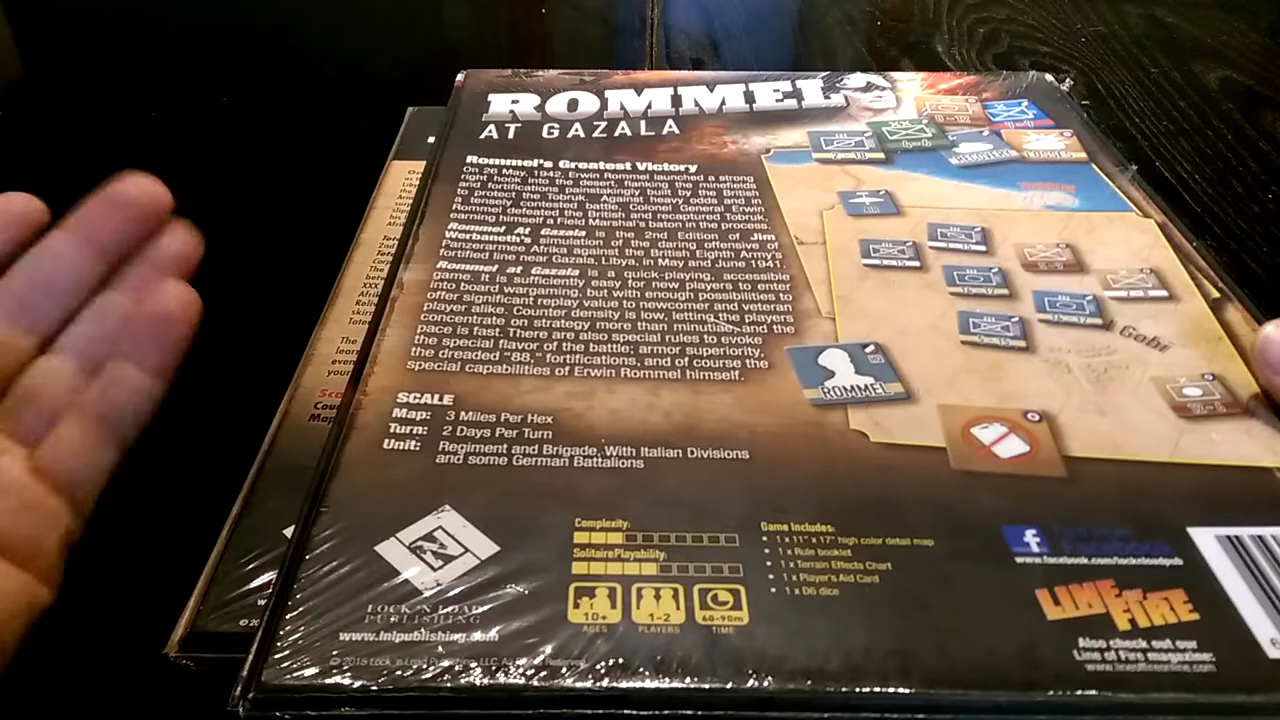 ROMMEL
AT GAZALA
Rommel's Greatest Victory
On 26 May, 1942, Erwin Rommel launched a strong
right hook into the desert, flanking the minefields
and fortifications painstakingly built by the British
to protect the Tobruk. Against heavy odds and in
a tensely contested battle Colonel General Erwin
Rommel defeated the British and recaptured Tobruk,
earning himself a Field Marshal's baton in the process.
Rommel At Gazala is the 2nd Edition of Jim
Werbaneth's simulation of the daring offensive of
Panzerarmee Afrika against the British Eighth Army's
fortified line near Gazala, Libya, in May and June 1941.
Rommel at Gazala is a quick-playing, accessible
game. It is sufficiently easy for new players to enter
into board wargaming, but with enough possibilities to
offer significant replay value to newcomer and veteran
player alike. Counter density is low, letting the players
concentrate on strategy more than minutiae, and the
pace is fast. There are also special rules to evoke
the special flavor of the battle; armor superiority,
the dreaded "88," fortifications, and of course the
special capabilities of Erwin Rommel himself.
SCALE
Map: 3 Miles Per Hex
Turn: 2 Days Per Turn
Unit: Regiment and Brigade, With Italian Divisions
and some German Battalions
RECOVERY
LOSSES
AIR
Gobi
HQ
ROMMEL
LOCK 'N LOAD
PUBLISHING
www.lnlpublishing.com
© 2015 Lock 'n Load Publishing, LLC. All Rights Reserved.
Complexity:
Solitaire Playability:
10+
AGES
1-2
PLAYERS
60-90m
TIME
Game Includes:
• 1 x 11" x 17" high color detail map
• 1 x Rule booklet
• 1 x Terrain Effects Chart
• 1 x Player's Aid Card
• 1 x D6 dice
f
www.facebook.com/locknloadpub
LINE OF FIRE
Also check out our
Line of Fire magazine:
www.lineoffireonline.com